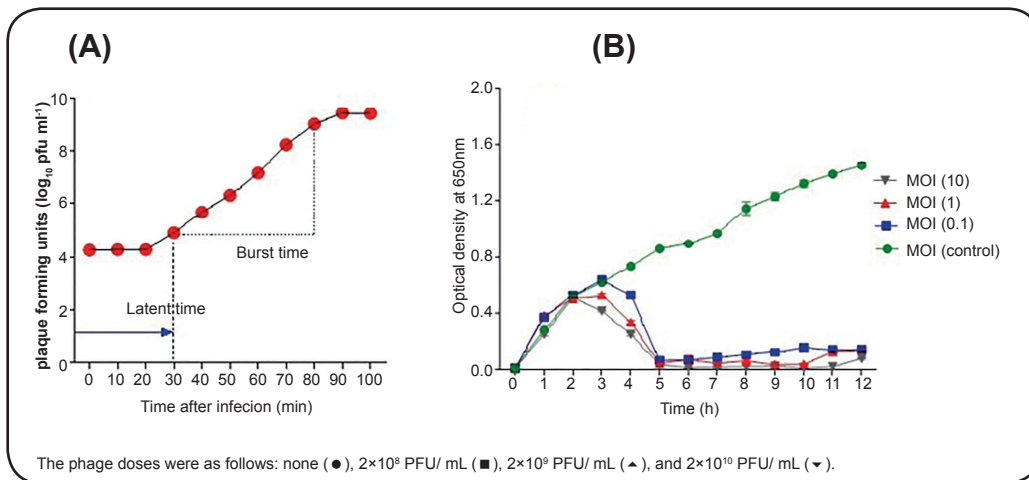 (A)
plaque forming units (log₁₀ pfu ml⁻¹)
10
8
6
4
2
0
Burst time
Latent time
0 10 20 30 40 50 60 70 80 90 100
Time after infecion (min)
(B)
Optical density at 650nm
2.0
1.6
1.2
0.8
0.4
0.0
0 1 2 3 4 5 6 7 8 9 10 11 12
Time (h)
MOI (10)
MOI (1)
MOI (0.1)
MOI (control)
The phage doses were as follows: none (●), 2×10⁸ PFU/ mL (■), 2×10⁹ PFU/ mL (▲), and 2×10¹⁰ PFU/ mL (▼).